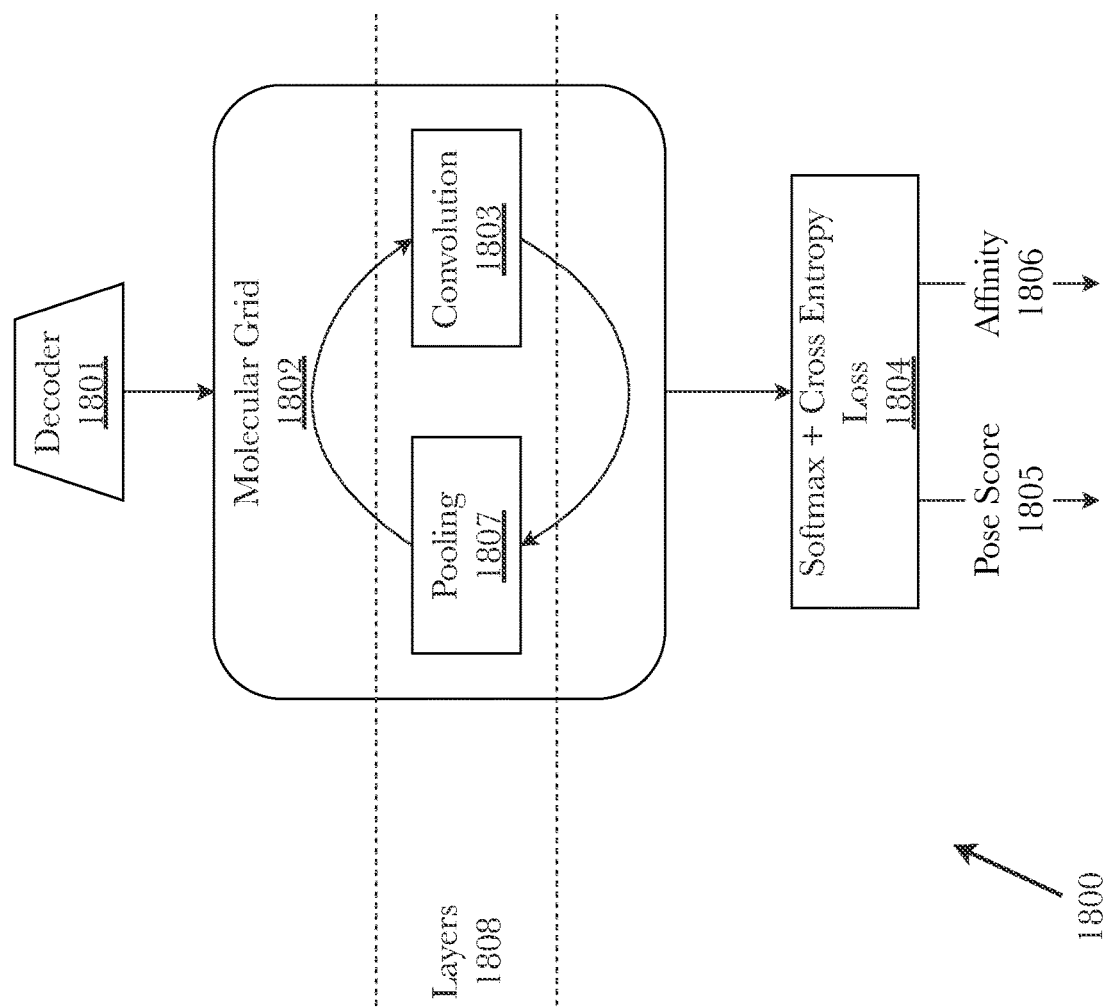 Decoder
1801
Molecular Grid
1802
Layers
1808
Pooling
1807
Convolution
1803
Softmax + Cross Entropy
Loss
1804
Pose Score
1805
Affinity
1806
1800